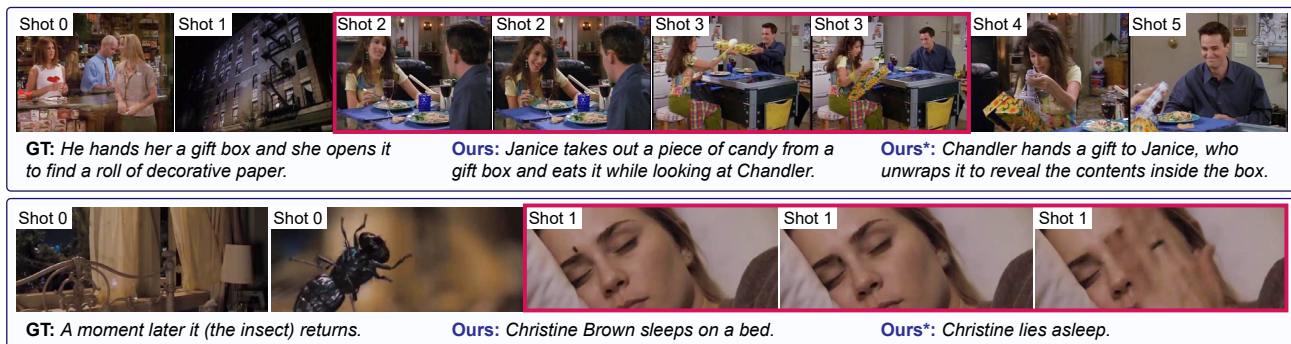 Shot 0
Shot 1
Shot 2
Shot 2
Shot 3
Shot 3
Shot 4
Shot 5
GT: He hands her a gift box and she opens it
to find a roll of decorative paper.
Ours: Janice takes out a piece of candy from a
gift box and eats it while looking at Chandler.
Ours*: Chandler hands a gift to Janice, who
unwraps it to reveal the contents inside the box.
Shot 0
Shot 0
Shot 1
Shot 1
Shot 1
GT: A moment later it (the insect) returns.
Ours: Christine Brown sleeps on a bed.
Ours*: Christine lies asleep.